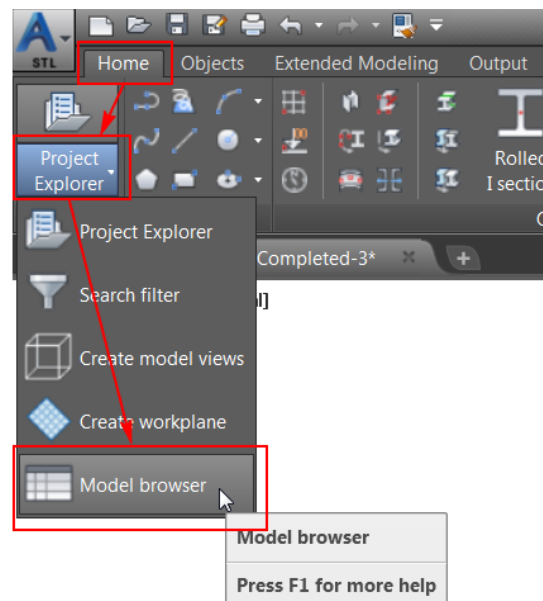 STL
Home Objects Extended Modeling Output
Project
Explorer
Rolled
I section
Project Explorer
Completed-3*
Search filter
Create model views
Create workplane
Model browser
Model browser
Press F1 for more help